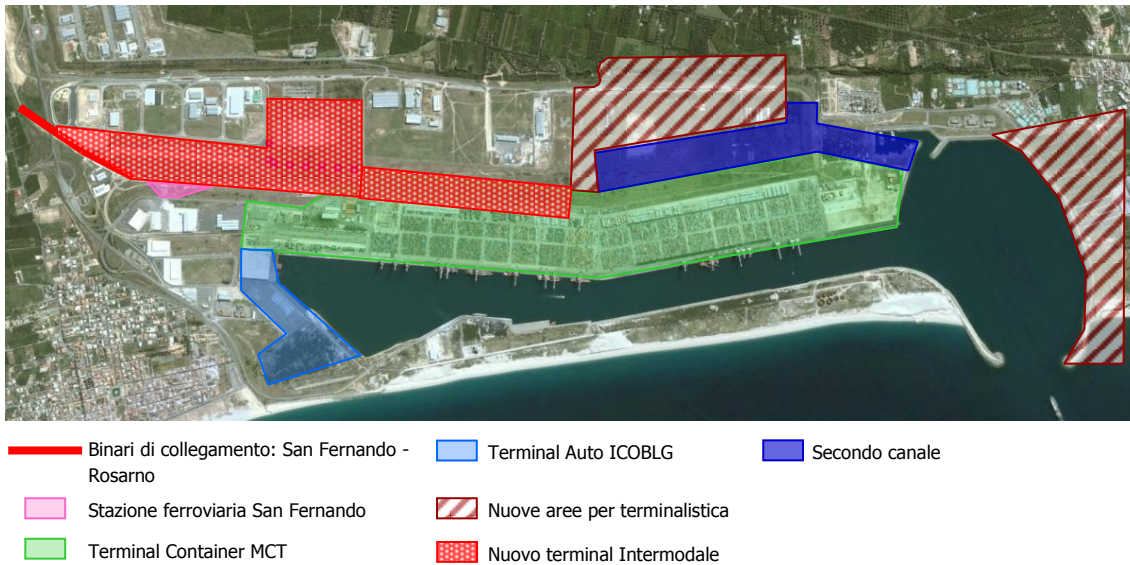 Binari di collegamento: San Fernando -
Rosarno
Stazione ferroviaria San Fernando
Terminal Container MCT
Terminal Auto ICOBLG
Nuove aree per terminalistica
Nuovo terminal Intermodale
Secondo canale